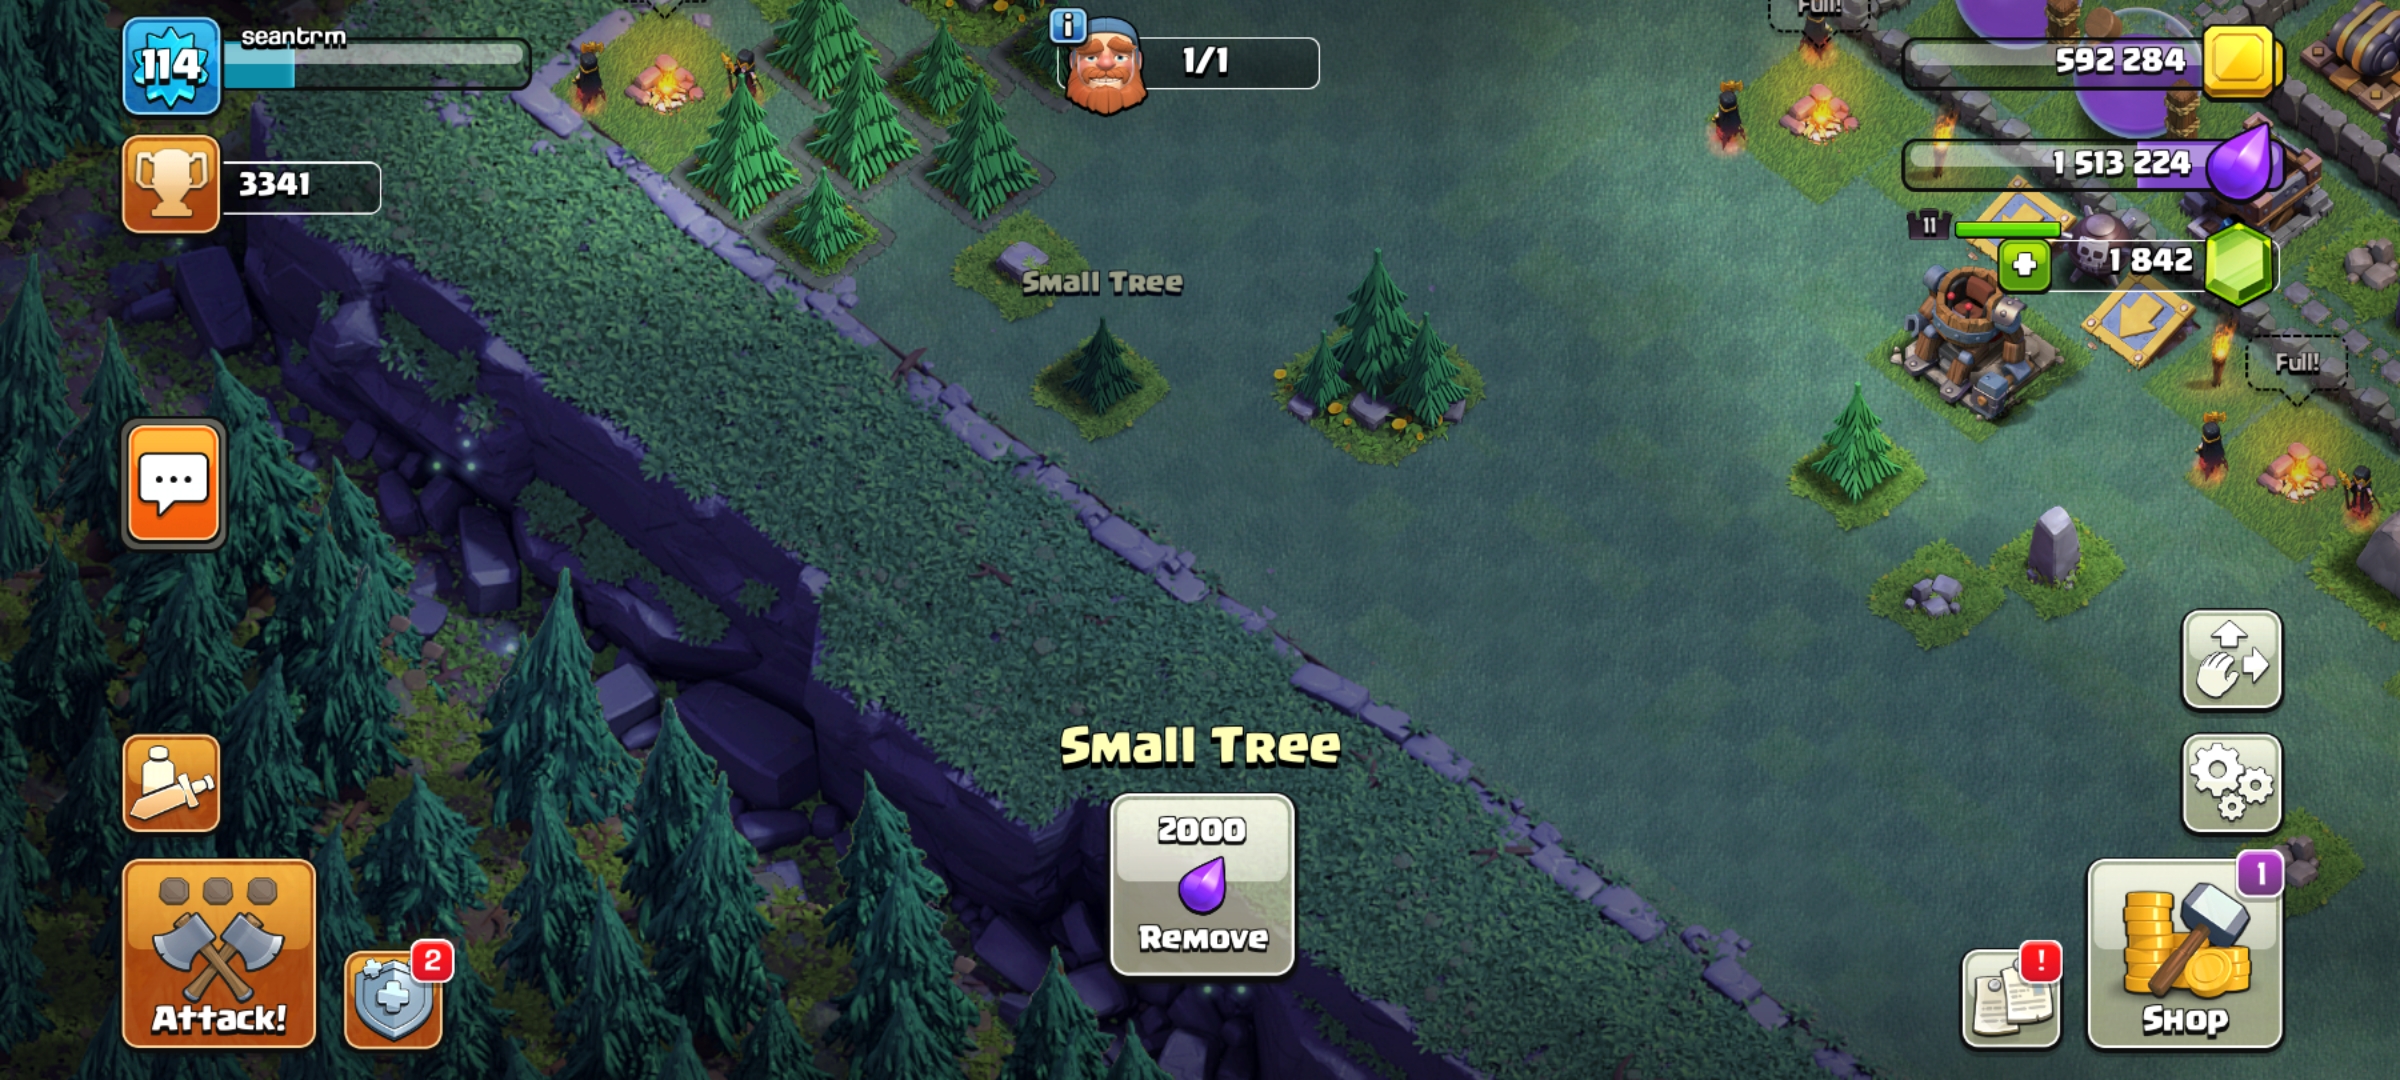 Full!
seantrm
114
i
1/1
592 284
3341
1 513 224
11
1 842
Small Tree
Full!
Small Tree
2000
Remove
1
2
!
Attack!
Shop